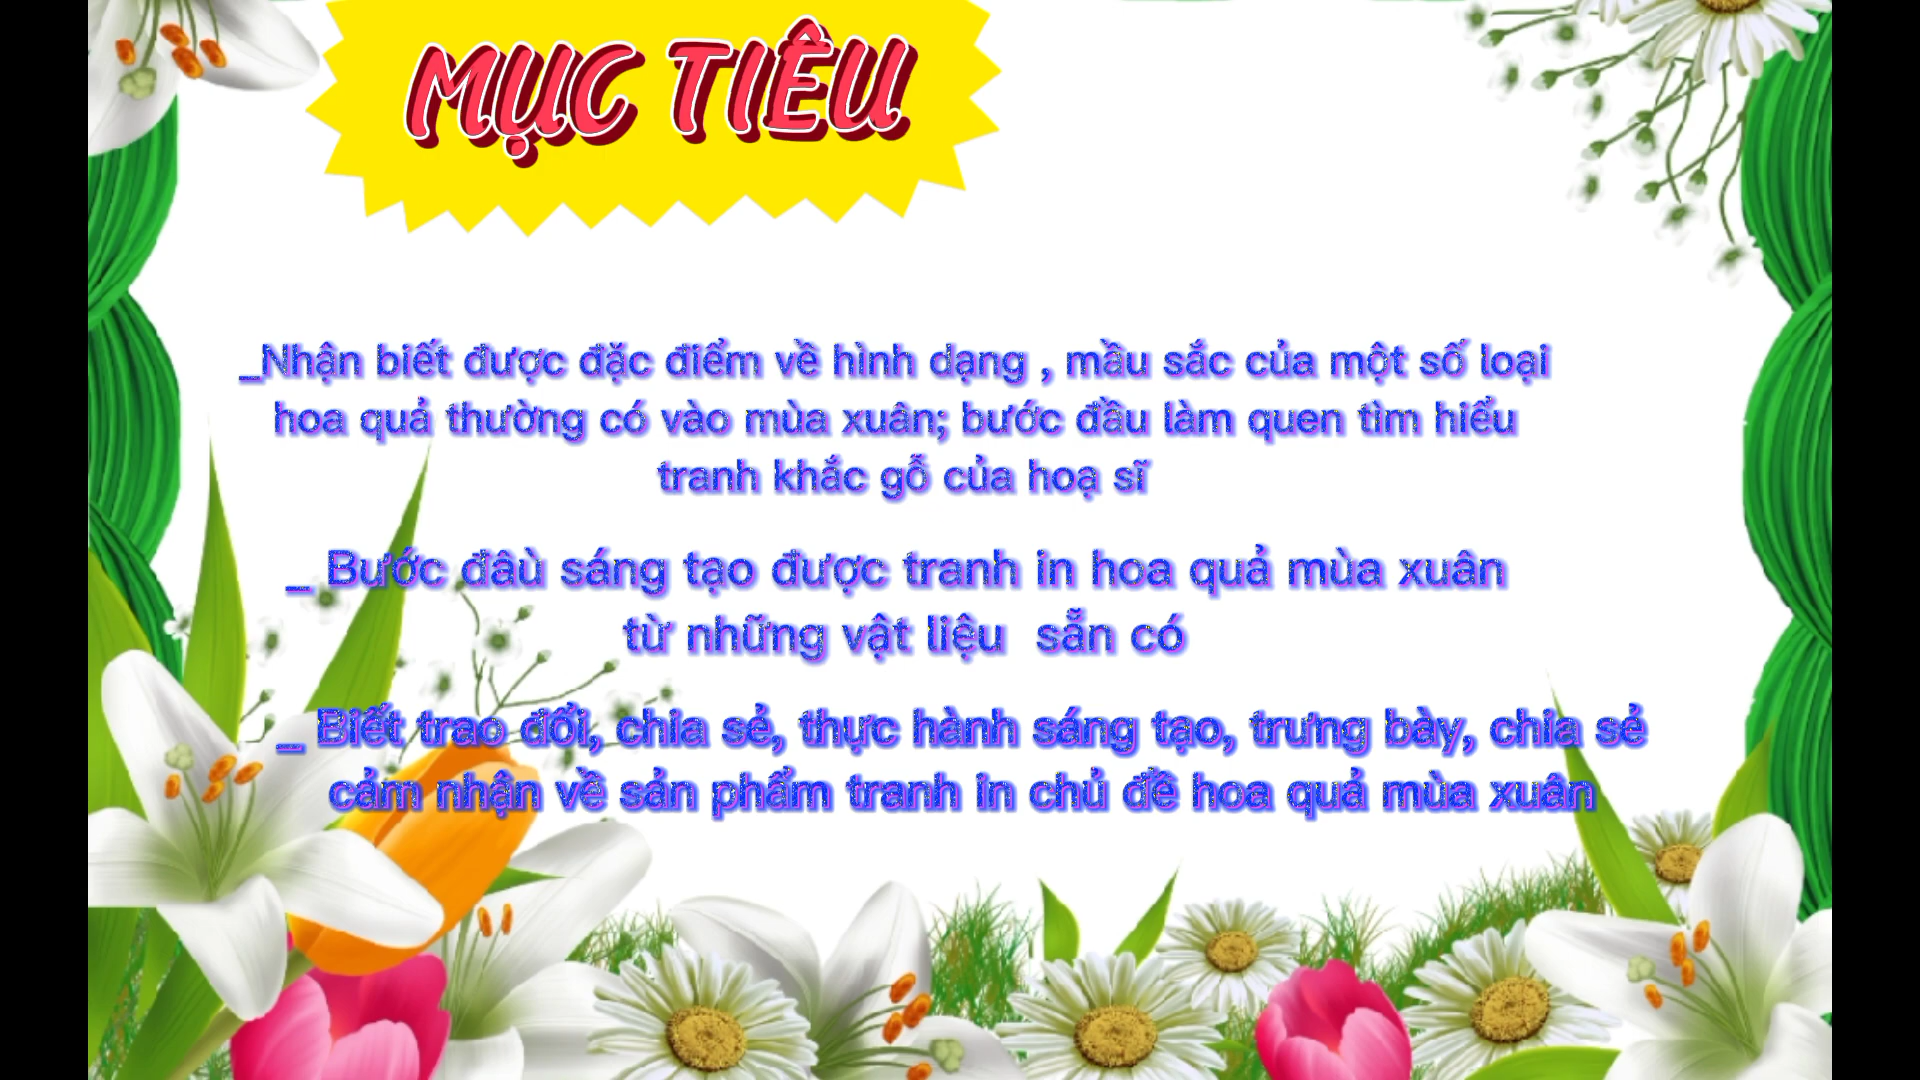 MỤC TIÊU
_Nhận biết được đặc điểm về hình dạng , mầu sắc của một số loại
hoa quả thường có vào mùa xuân; bước đầu làm quen tìm hiểu
tranh khắc gỗ của hoạ sĩ
_ Bước đâù sáng tạo được tranh in hoa quả mùa xuân
từ những vật liệu  sẵn có
_ Biết trao đổi, chia sẻ, thực hành sáng tạo, trưng bày, chia sẻ
cảm nhận về sản phẩm tranh in chủ đề hoa quả mùa xuân